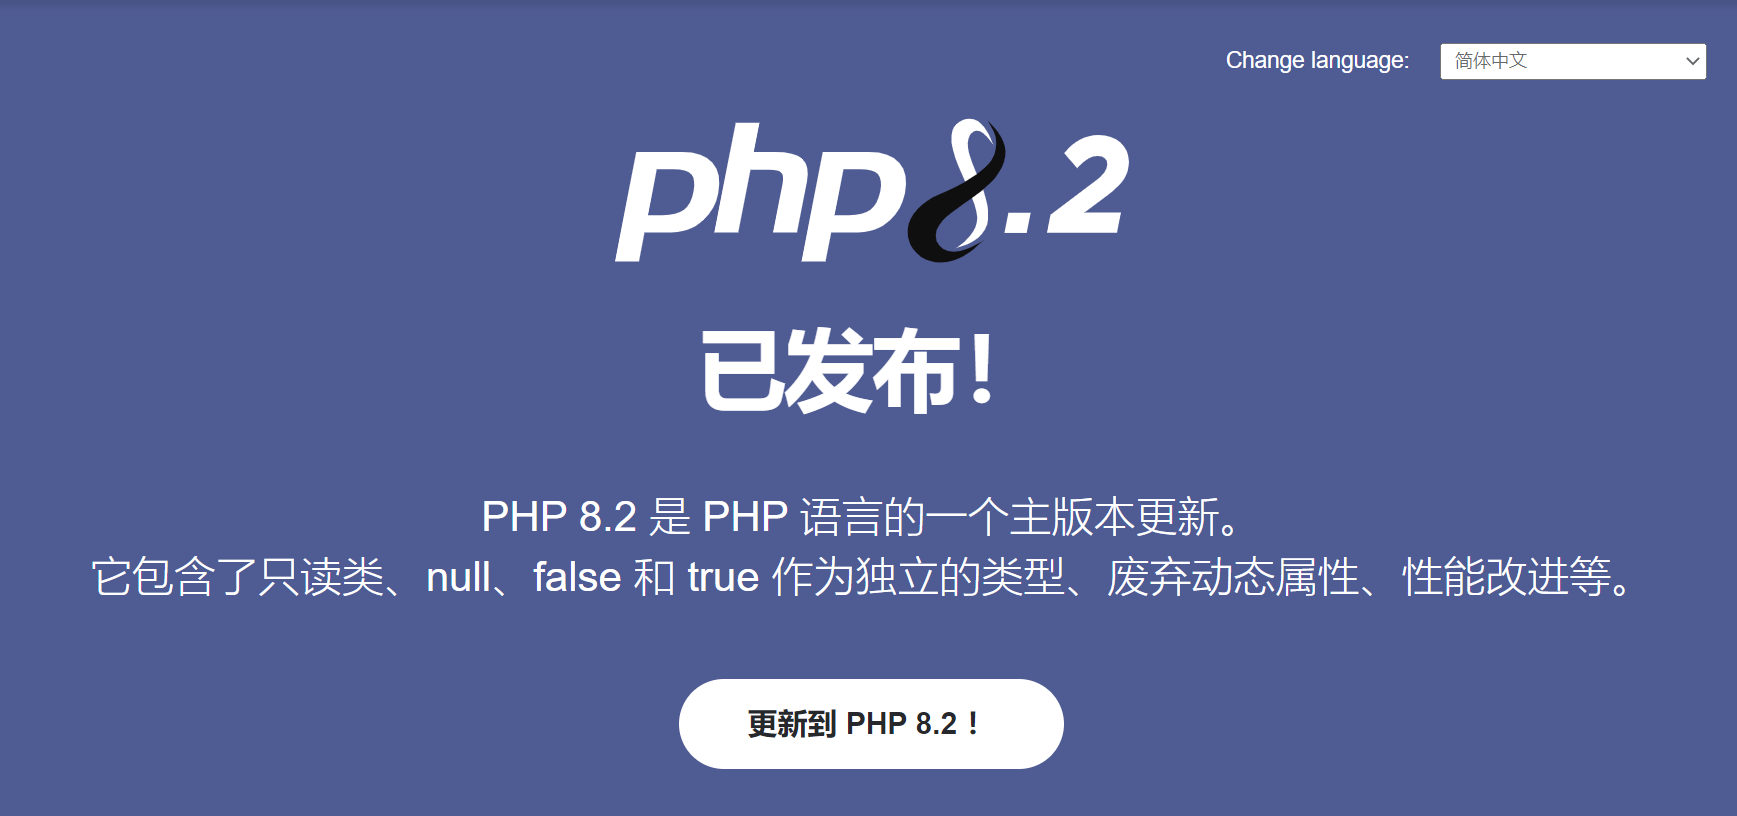 Change language: 简体中文
php8.2
已发布！
PHP 8.2 是 PHP 语言的一个主版本更新。
它包含了只读类、null、false 和 true 作为独立的类型、废弃动态属性、性能改进等。
更新到 PHP 8.2！